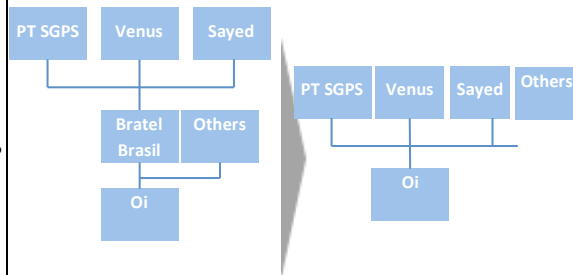 PT SGPS
Venus
Sayed
Bratel
Brasil
Others
Oi
PT SGPS
Venus
Sayed
Others
Oi